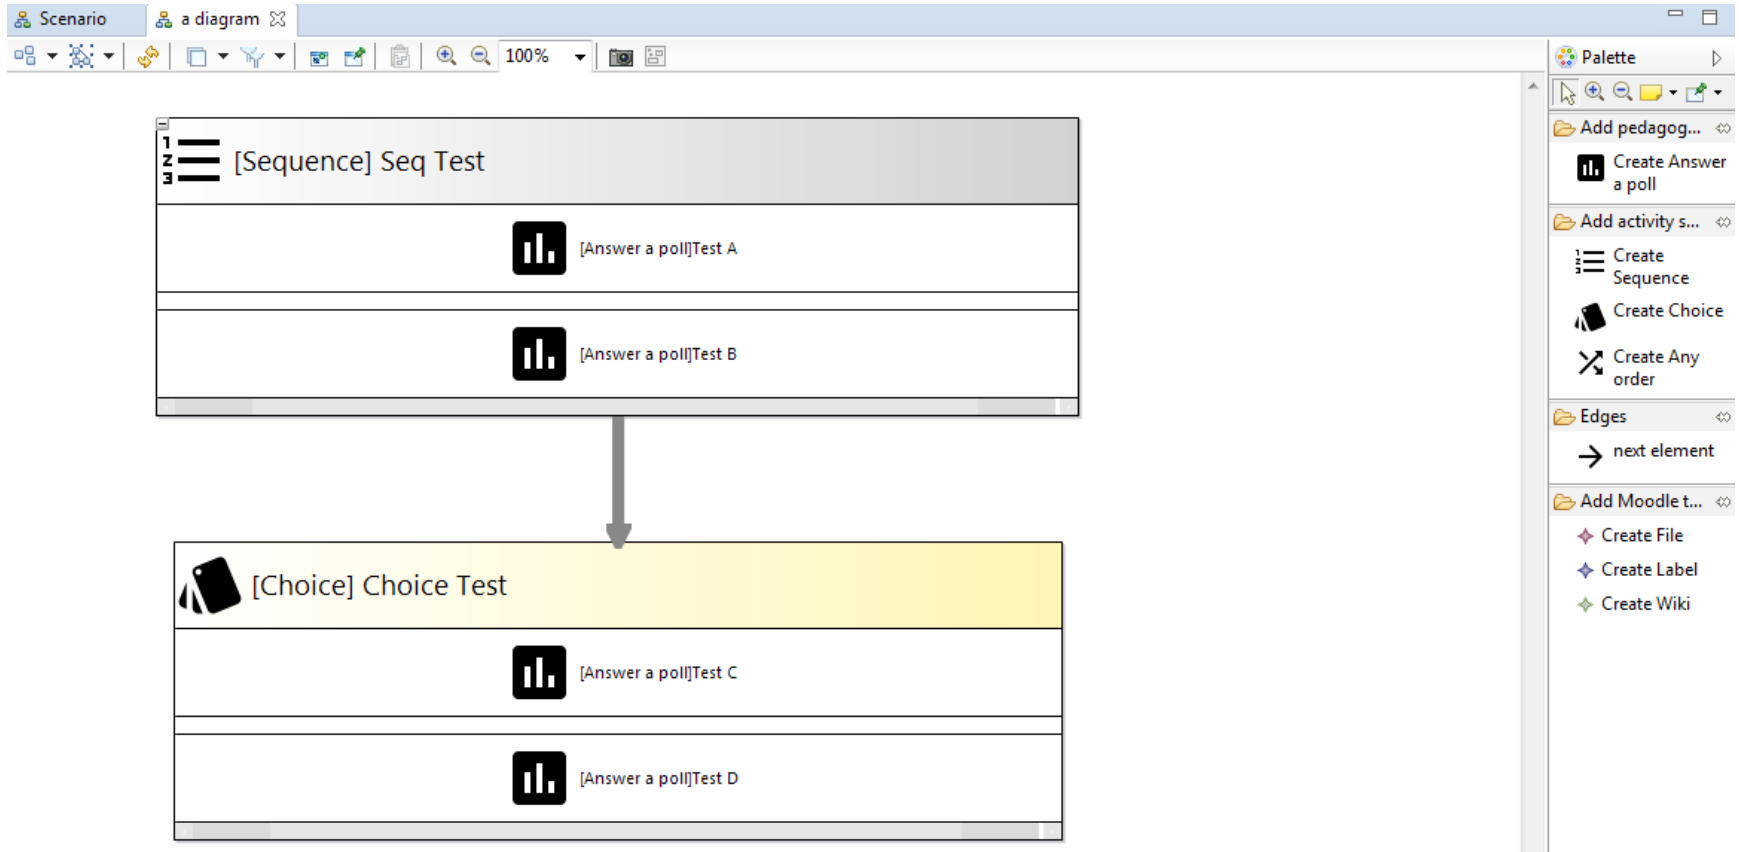 Scenario
a diagram
100%
[Sequence] Seq Test
[Answer a poll]Test A
[Answer a poll]Test B
[Choice] Choice Test
[Answer a poll]Test C
[Answer a poll]Test D
Palette
Add pedagog...
Create Answer
a poll
Add activity s...
Create
Sequence
Create Choice
Create Any
order
Edges
next element
Add Moodle t...
Create File
Create Label
Create Wiki